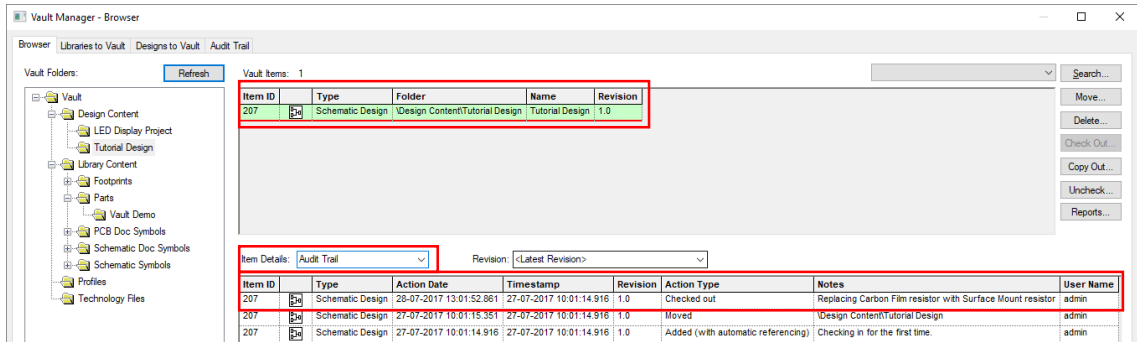 Vault Manager - Browser
Browser Libraries to Vault Designs to Vault Audit Trail
Vault Folders: Refresh Vault Items: 1 Search...
Item ID Type Folder Name Revision
207 Schematic Design \Design Content\Tutorial Design Tutorial Design 1.0
Vault
Design Content
LED Display Project
Tutorial Design
Library Content
Footprints
Parts
Vault Demo
PCB Doc Symbols
Schematic Doc Symbols
Schematic Symbols
Profiles
Technology Files
Move...
Delete...
Check Out...
Copy Out...
Uncheck...
Reports...
Item Details: Audit Trail Revision: <Latest Revision>
Item ID Type Action Date Timestamp Revision Action Type Notes User Name
207 Schematic Design 28-07-2017 13:01:52.861 27-07-2017 10:01:14.916 1.0 Checked out Replacing Carbon Film resistor with Surface Mount resistor admin
207 Schematic Design 27-07-2017 10:01:15.351 27-07-2017 10:01:14.916 1.0 Moved \Design Content\Tutorial Design admin
207 Schematic Design 27-07-2017 10:01:14.916 27-07-2017 10:01:14.916 1.0 Added (with automatic referencing) Checking in for the first time. admin